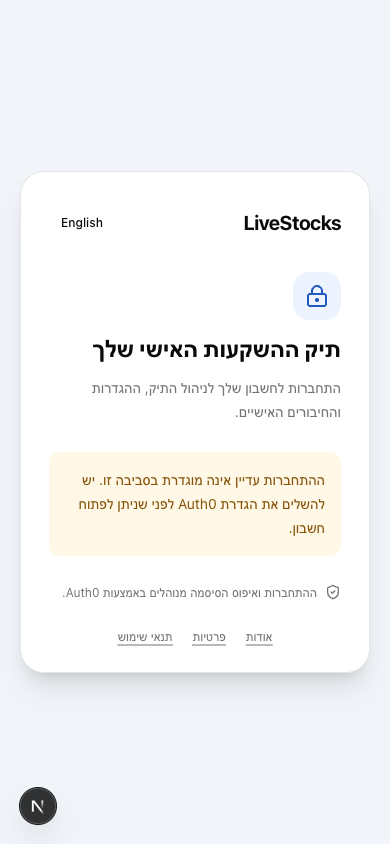 LiveStocks
English
תיק ההשקעות האישי שלך
התחברות לחשבון שלך לניהול התיק, ההגדרות
והחיבורים האישיים.
ההתחברות עדיין אינה מוגדרת בסביבה זו. יש
להשלים את הגדרת Auth0 לפני שניתן לפתוח
חשבון.
ההתחברות ואיפוס הסיסמה מנוהלים באמצעות Auth0.
אודות
פרטיות
תנאי שימוש
N